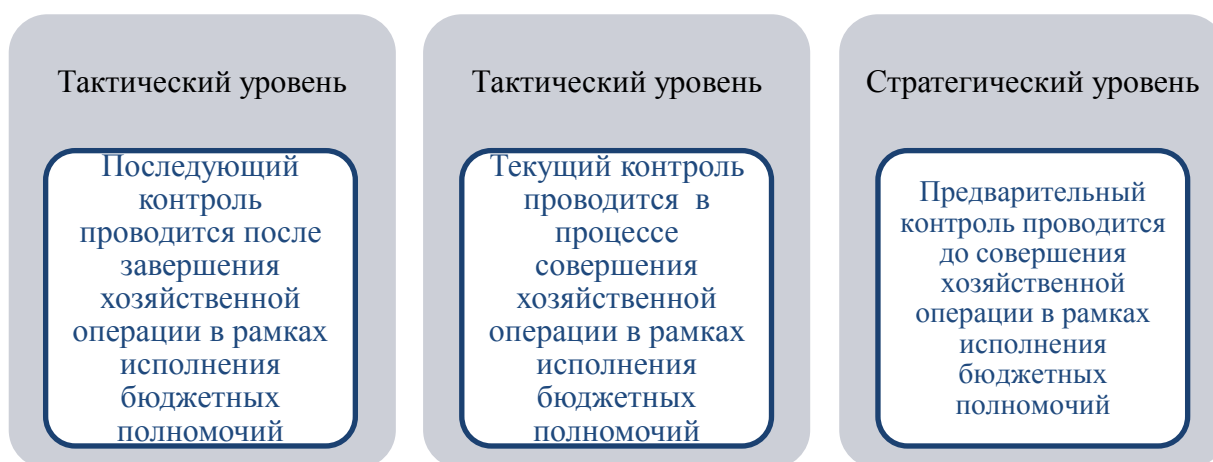 Тактический уровень
Последующий
контроль
проводится после
завершения
хозяйственной
операции в рамках
исполнения
бюджетных
полномочий
Тактический уровень
Текущий контроль
проводится в
процессе
совершения
хозяйственной
операции в рамках
исполнения
бюджетных
полномочий
Стратегический уровень
Предварительный
контроль проводится
до совершения
хозяйственной
операции в рамках
исполнения
бюджетных
полномочий